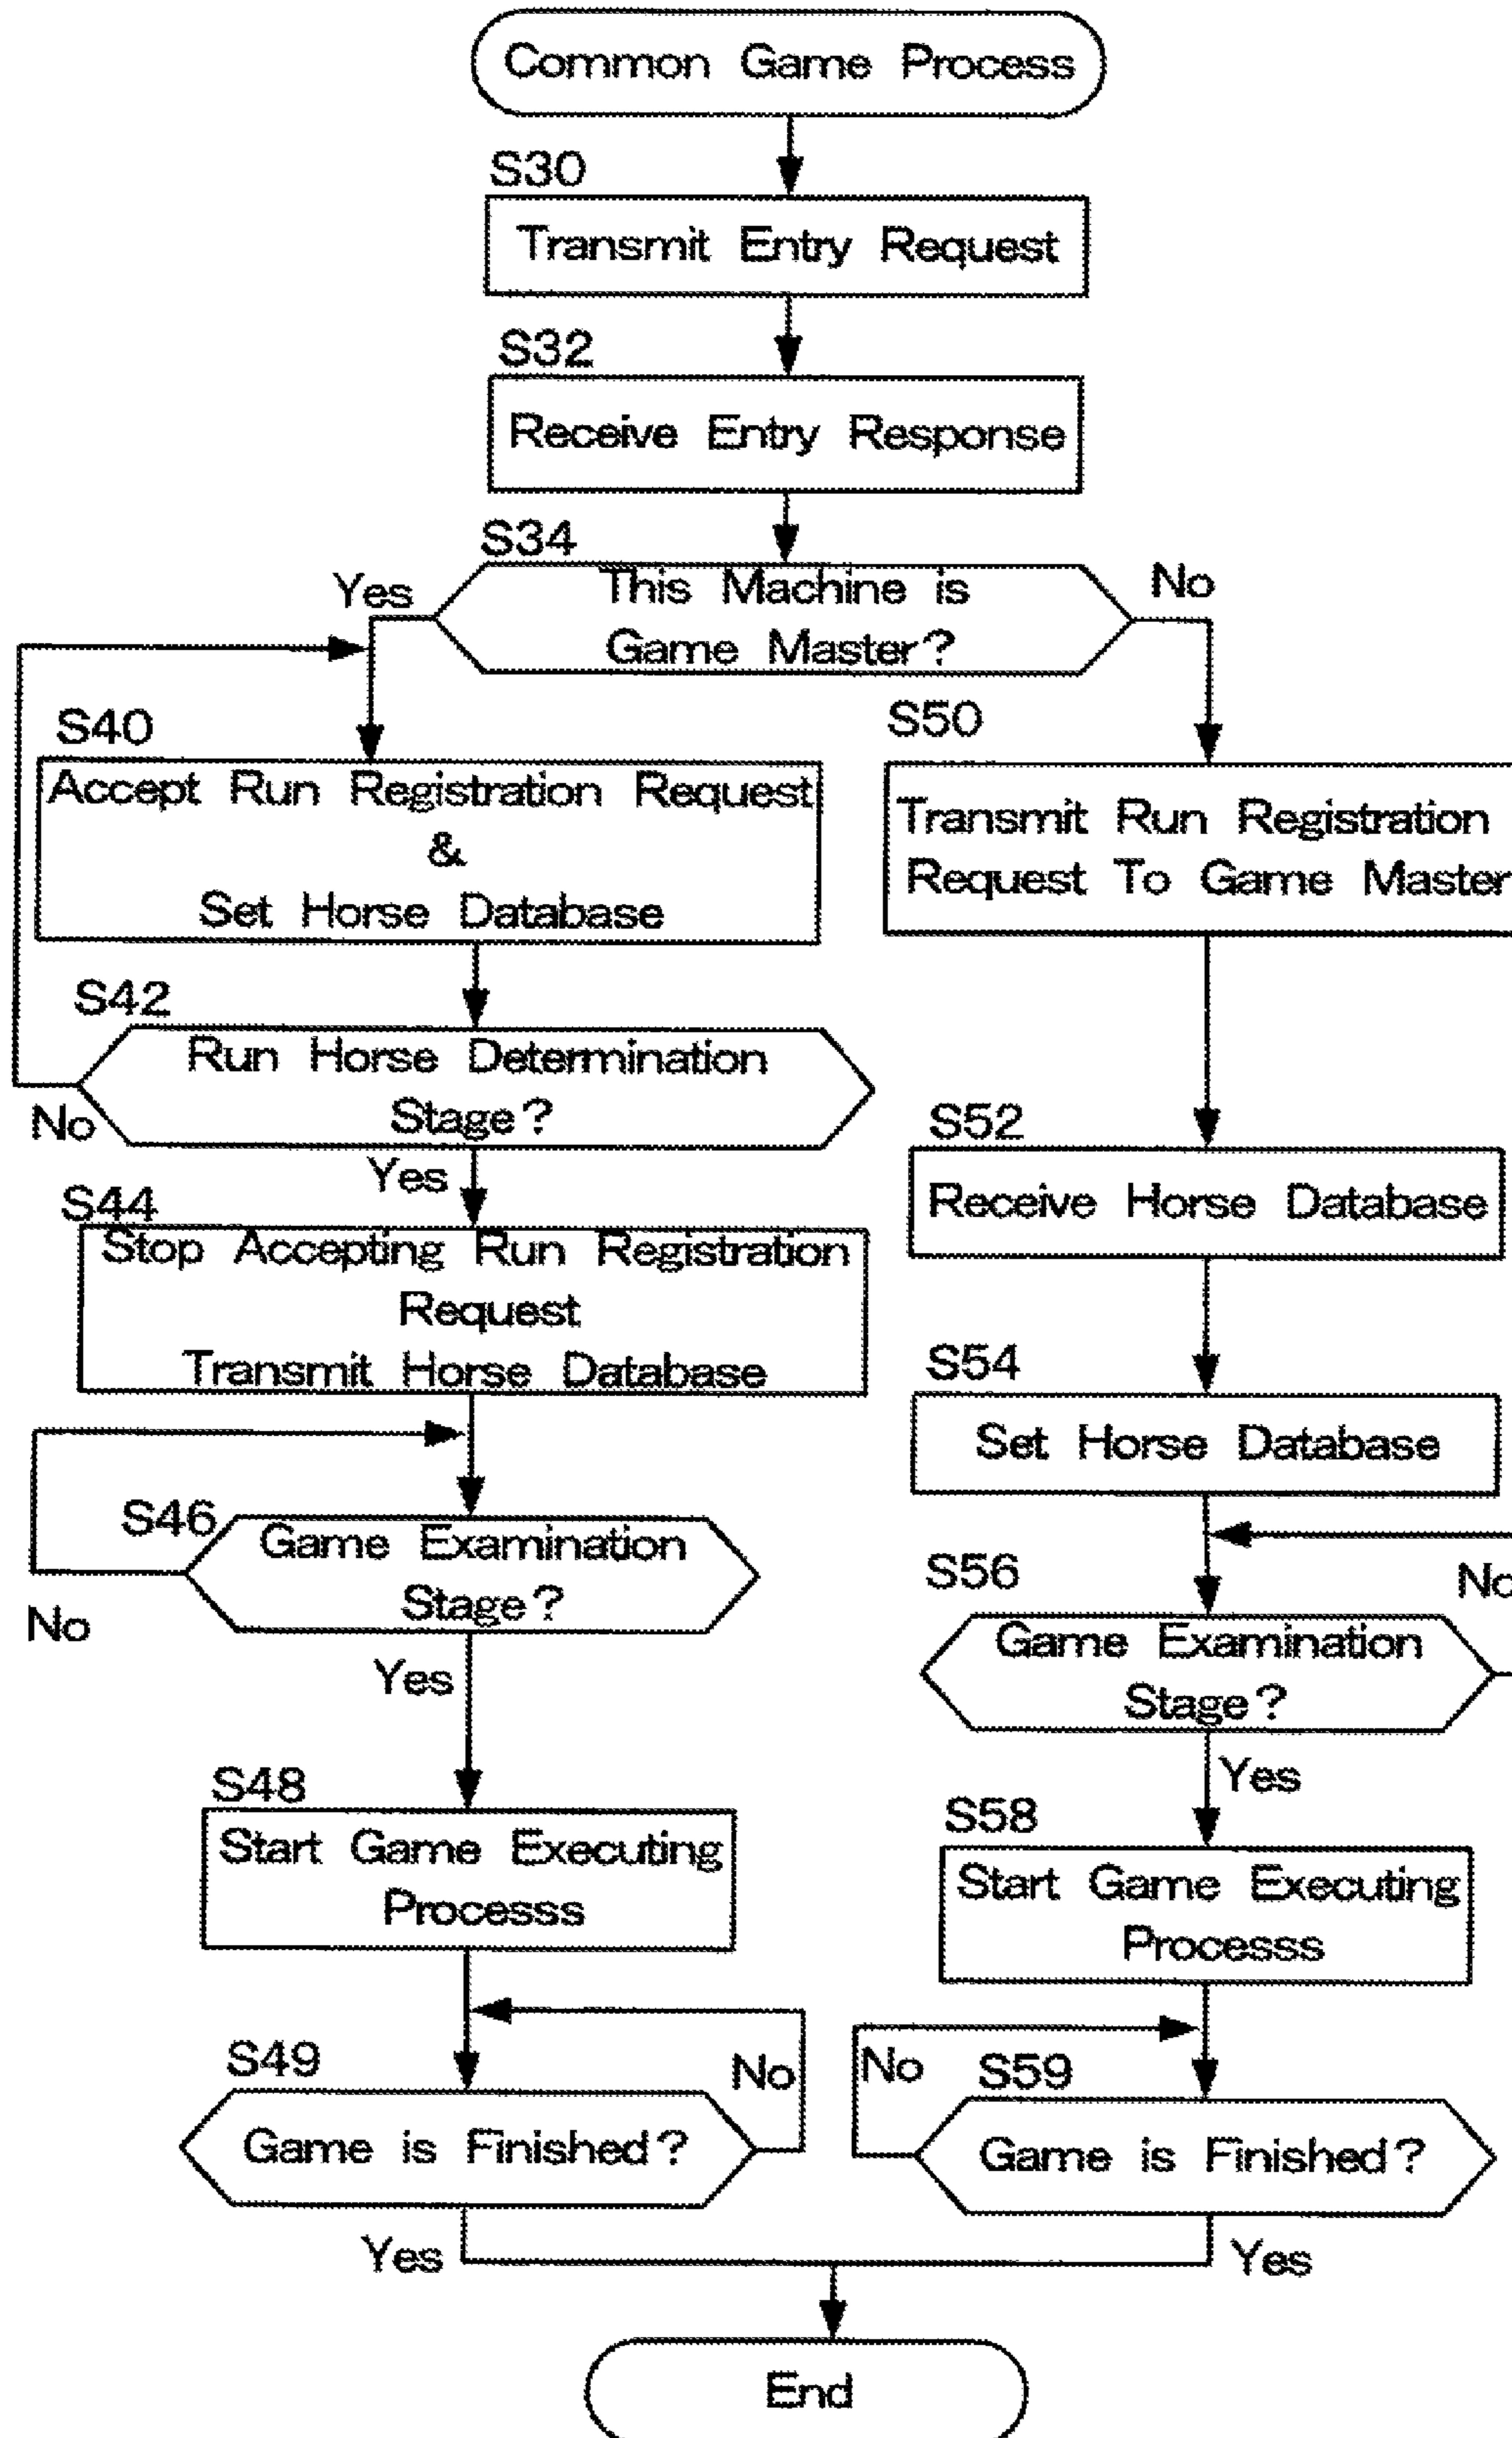 Common Game Process
S30
Transmit Entry Request
S32
Receive Entry Response
S34
This Machine is
Game Master?
Yes
No
S40
Accept Run Registration Request
&
Set Horse Database
S42
Run Horse Determination
Stage?
No
Yes
S44
Stop Accepting Run Registration
Request
Transmit Horse Database
S46
Game Examination
Stage?
No
Yes
S48
Start Game Executing
Processs
S49
Game is Finished?
No
Yes
S50
Transmit Run Registration
Request To Game Master
S52
Receive Horse Database
S54
Set Horse Database
S56
Game Examination
Stage?
No
Yes
S58
Start Game Executing
Processs
S59
Game is Finished?
No
Yes
End